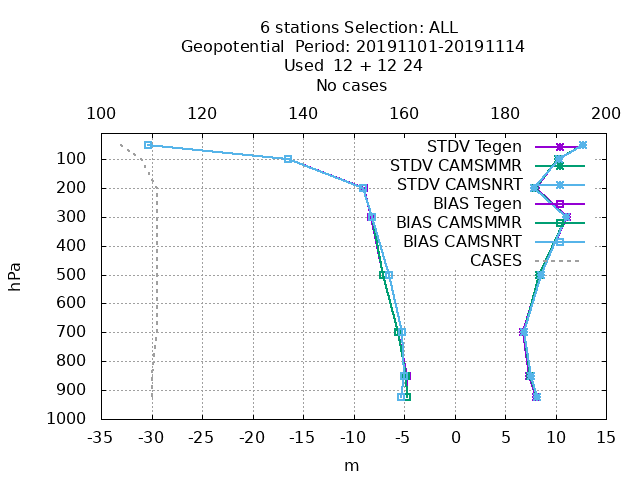 6 stations Selection: ALL
Geopotential  Period: 20191101-20191114
Used  12 + 12 24
No cases
100 120 140 160 180 200
STDV Tegen
STDV CAMSMMR
STDV CAMSNRT
BIAS Tegen
BIAS CAMSMMR
BIAS CAMSNRT
CASES
hPa
100
200
300
400
500
600
700
800
900
1000
-35 -30 -25 -20 -15 -10 -5 0 5 10 15
m